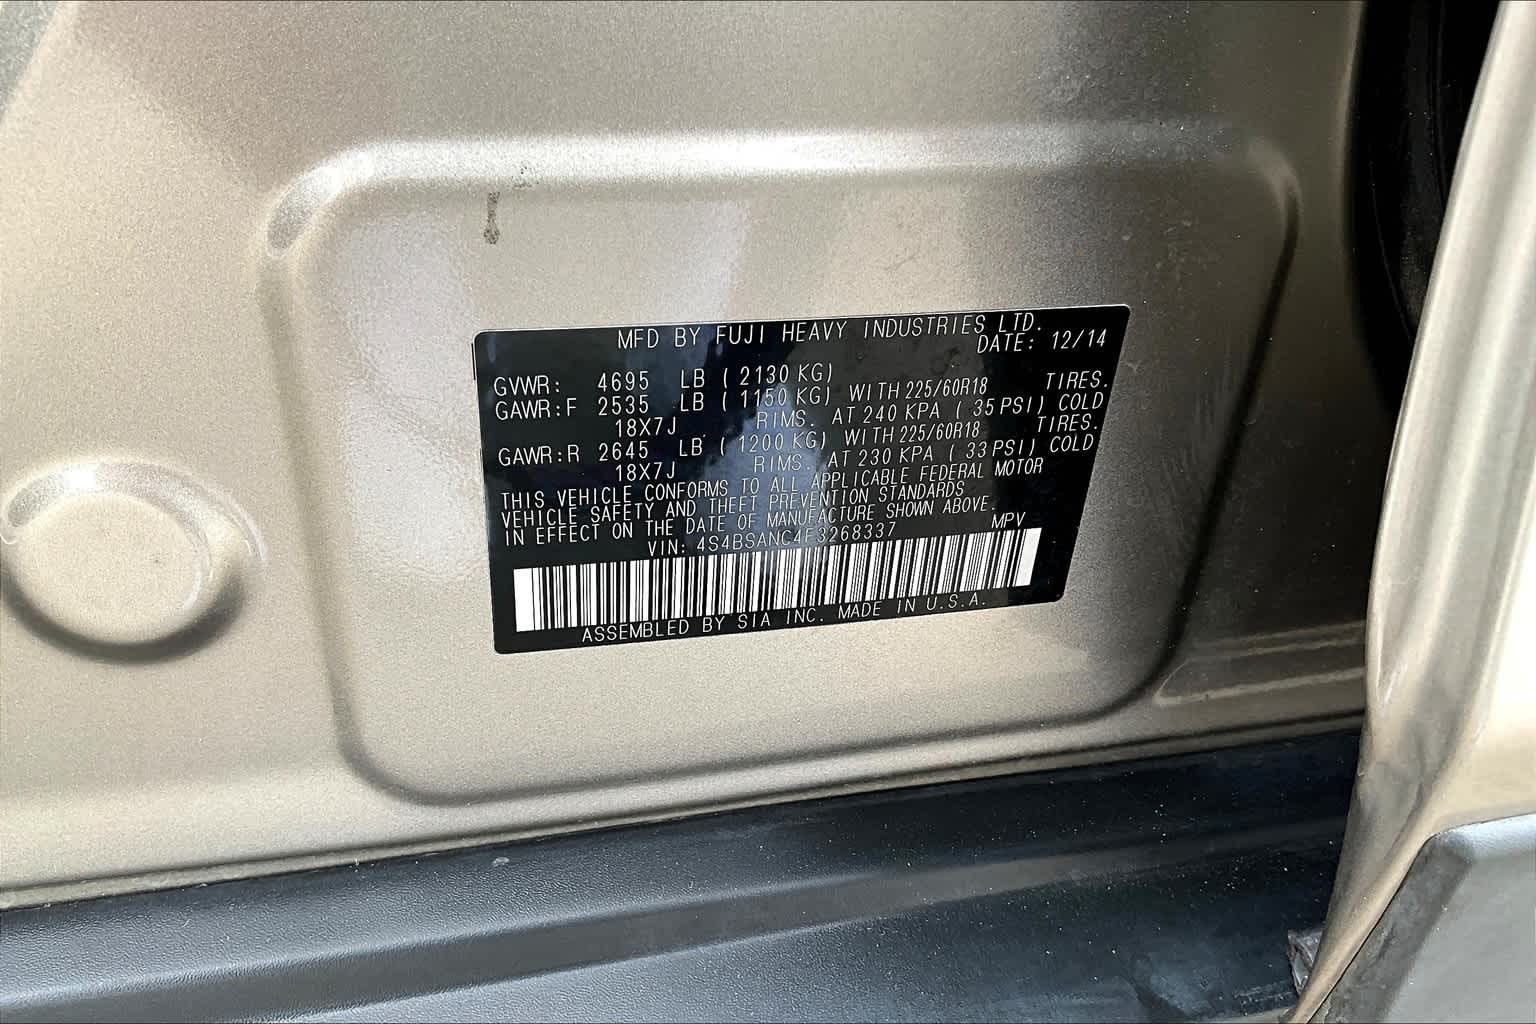 MFD BY FUJI HEAVY INDUSTRIES LTD.
DATE: 12/14
GVWR: 4695 LB ( 2130 KG)
GAWR:F 2535 LB ( 1150 KG) WITH 225/60R18 TIRES.
18X7J RIMS. AT 240 KPA ( 35 PSI) COLD
GAWR:R 2645 LB ( 1200 KG) WITH 225/60R18 TIRES.
18X7J RIMS. AT 230 KPA ( 33 PSI) COLD
THIS VEHICLE CONFORMS TO ALL APPLICABLE FEDERAL MOTOR
VEHICLE SAFETY AND THEFT PREVENTION STANDARDS
IN EFFECT ON THE DATE OF MANUFACTURE SHOWN ABOVE.
VIN: 4S4BSANC4F3268337 MPV
ASSEMBLED BY SIA INC. MADE IN U.S.A.